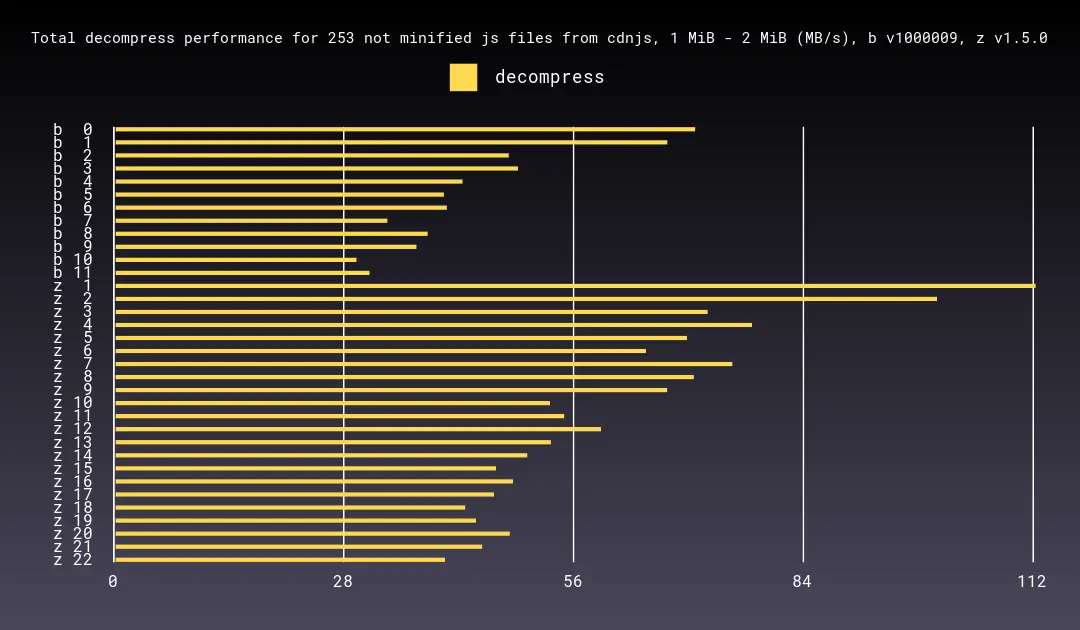 Total decompress performance for 253 not minified js files from cdnjs, 1 MiB - 2 MiB (MB/s), b v1000009, z v1.5.0
decompress
b 0
b 1
b 2
b 3
b 4
b 5
b 6
b 7
b 8
b 9
b 10
b 11
z 1
z 2
z 3
z 4
z 5
z 6
z 7
z 8
z 9
z 10
z 11
z 12
z 13
z 14
z 15
z 16
z 17
z 18
z 19
z 20
z 21
z 22
0 28 56 84 112